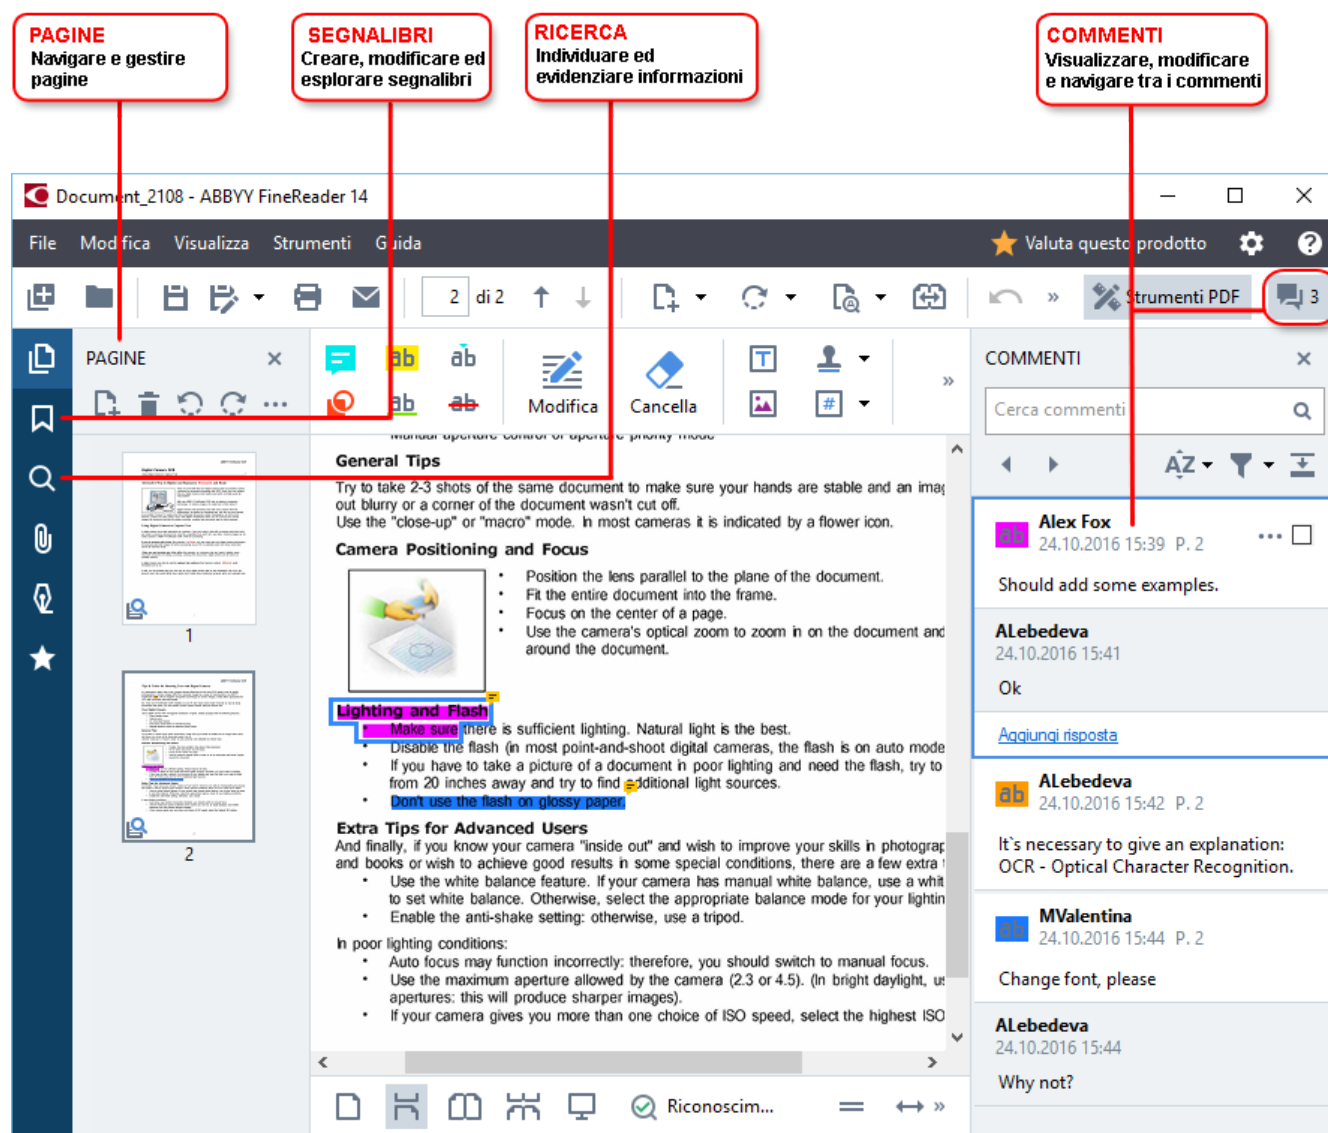 PAGINE
Navigare e gestire
pagine
SEGNALIBRI
Creare, modificare ed
esplorare segnalibri
RICERCA
Individuare ed
evidenziare informazioni
COMMENTI
Visualizzare, modificare
e navigare tra i commenti
Document_2108 - ABBYY FineReader 14
File Modifica Visualizza Strumenti Guida
Valuta questo prodotto
2 di 2
Strumenti PDF
3
PAGINE
ab ab
ab ab
Modifica
Cancella
T
#
1
2
Manual aperture control or aperture priority mode
General Tips
Try to take 2-3 shots of the same document to make sure your hands are stable and an imag
out blurry or a corner of the document wasn't cut off.
Use the "close-up" or "macro" mode. In most cameras it is indicated by a flower icon.
Camera Positioning and Focus
• Position the lens parallel to the plane of the document.
• Fit the entire document into the frame.
• Focus on the center of a page.
• Use the camera's optical zoom to zoom in on the document and
around the document.
Lighting and Flash
• Make sure there is sufficient lighting. Natural light is the best.
• Disable the flash (in most point-and-shoot digital cameras, the flash is on auto mode
• If you have to take a picture of a document in poor lighting and need the flash, try to
from 20 inches away and try to find additional light sources.
• Don't use the flash on glossy paper.
Extra Tips for Advanced Users
And finally, if you know your camera "inside out" and wish to improve your skills in photograp
and books or wish to achieve good results in some special conditions, there are a few extra
• Use the white balance feature. If your camera has manual white balance, use a whit
to set white balance. Otherwise, select the appropriate balance mode for your lightin
• Enable the anti-shake setting: otherwise, use a tripod.
In poor lighting conditions:
• Auto focus may function incorrectly: therefore, you should switch to manual focus.
• Use the maximum aperture allowed by the camera (2.3 or 4.5). (In bright daylight, us
apertures: this will produce sharper images).
• If your camera gives you more than one choice of ISO speed, select the highest ISO
Riconoscim...
COMMENTI
Cerca commenti
AZ
ab Alex Fox
24.10.2016 15:39 P. 2
Should add some examples.
ALebedeva
24.10.2016 15:41
Ok
Aggiungi risposta
ab ALebedeva
24.10.2016 15:42 P. 2
It`s necessary to give an explanation:
OCR - Optical Character Recognition.
ab MValentina
24.10.2016 15:44 P. 2
Change font, please
ALebedeva
24.10.2016 15:44
Why not?